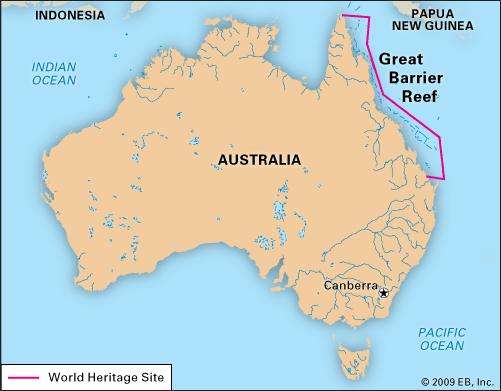 INDONESIA
PAPUA
NEW GUINEA
INDIAN
OCEAN
Great
Barrier
Reef
AUSTRALIA
Canberra
PACIFIC
OCEAN
World Heritage Site
© 2009 EB, Inc.